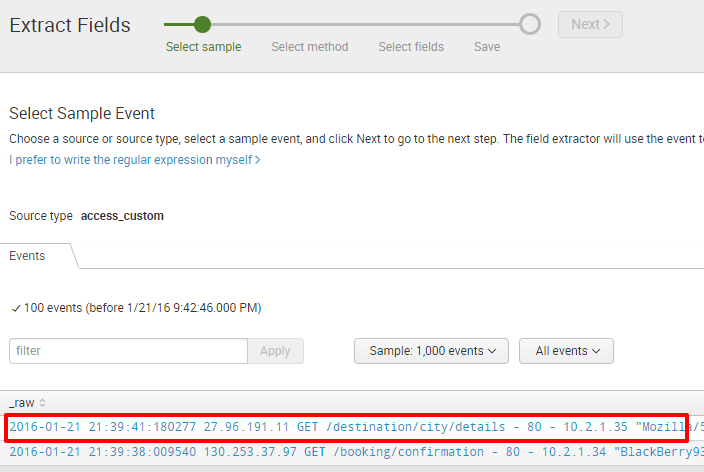 Extract Fields
Next >
Select sample Select method Select fields Save
Select Sample Event
Choose a source or source type, select a sample event, and click Next to go to the next step. The field extractor will use the event to
I prefer to write the regular expression myself >
Source type access_custom
Events
✓ 100 events (before 1/21/16 9:42:46.000 PM)
filter Apply Sample: 1,000 events All events
_raw
2016-01-21 21:39:41:180277 27.96.191.11 GET /destination/city/details - 80 - 10.2.1.35 "Mozilla/5
2016-01-21 21:39:38:009540 130.253.37.97 GET /booking/confirmation - 80 - 10.2.1.34 "BlackBerry93